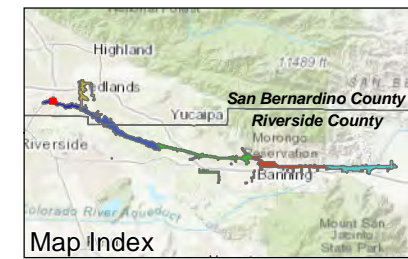 Highland
11489 ft
edlands
San Bernardino County
Yucaipa
Riverside County
Riverside
Morongo
Reservation
Banning
Colorado River Aqueduct
Mount San
Jacinto
State Park
Map Index